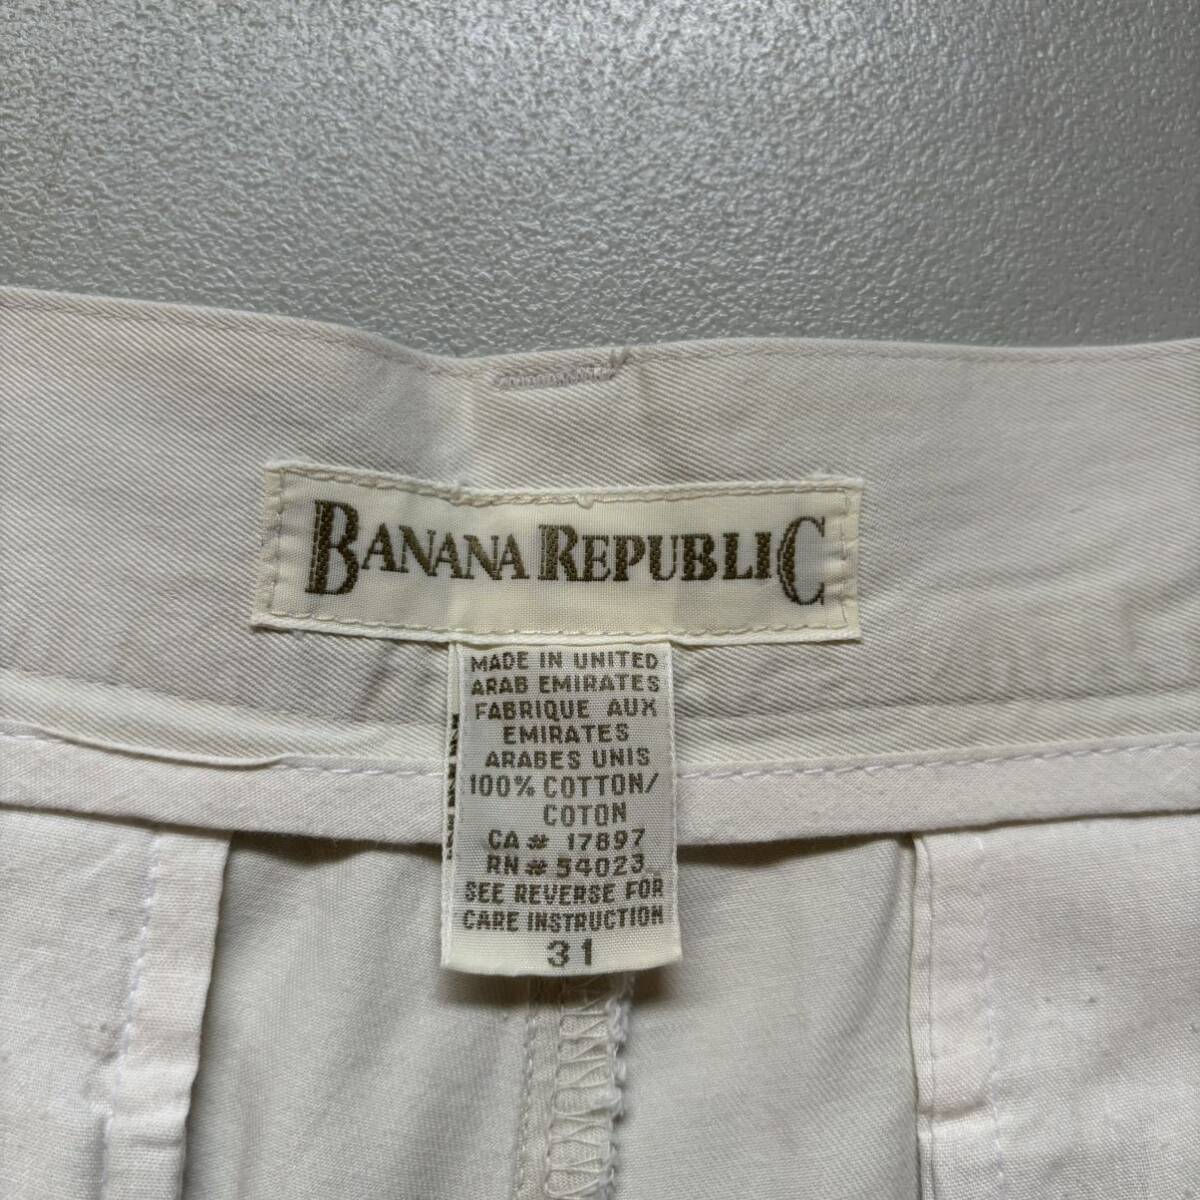 BANANA REPUBLIC
MADE IN UNITED
ARAB EMIRATES
FABRIQUE AUX
EMIRATES
ARABES UNIS
100% COTTON/
COTON
CA# 17897
RN# 54023
SEE REVERSE FOR
CARE INSTRUCTION
31